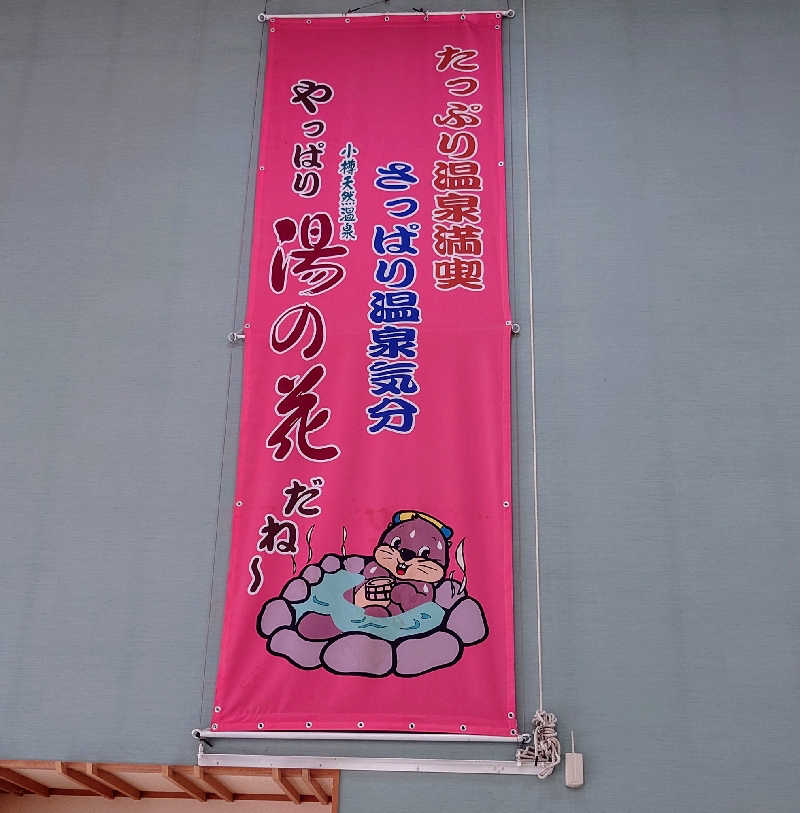 たっぷり温泉満喫
さっぱり温泉気分
小樽天然温泉
やっぱり湯の花だね～